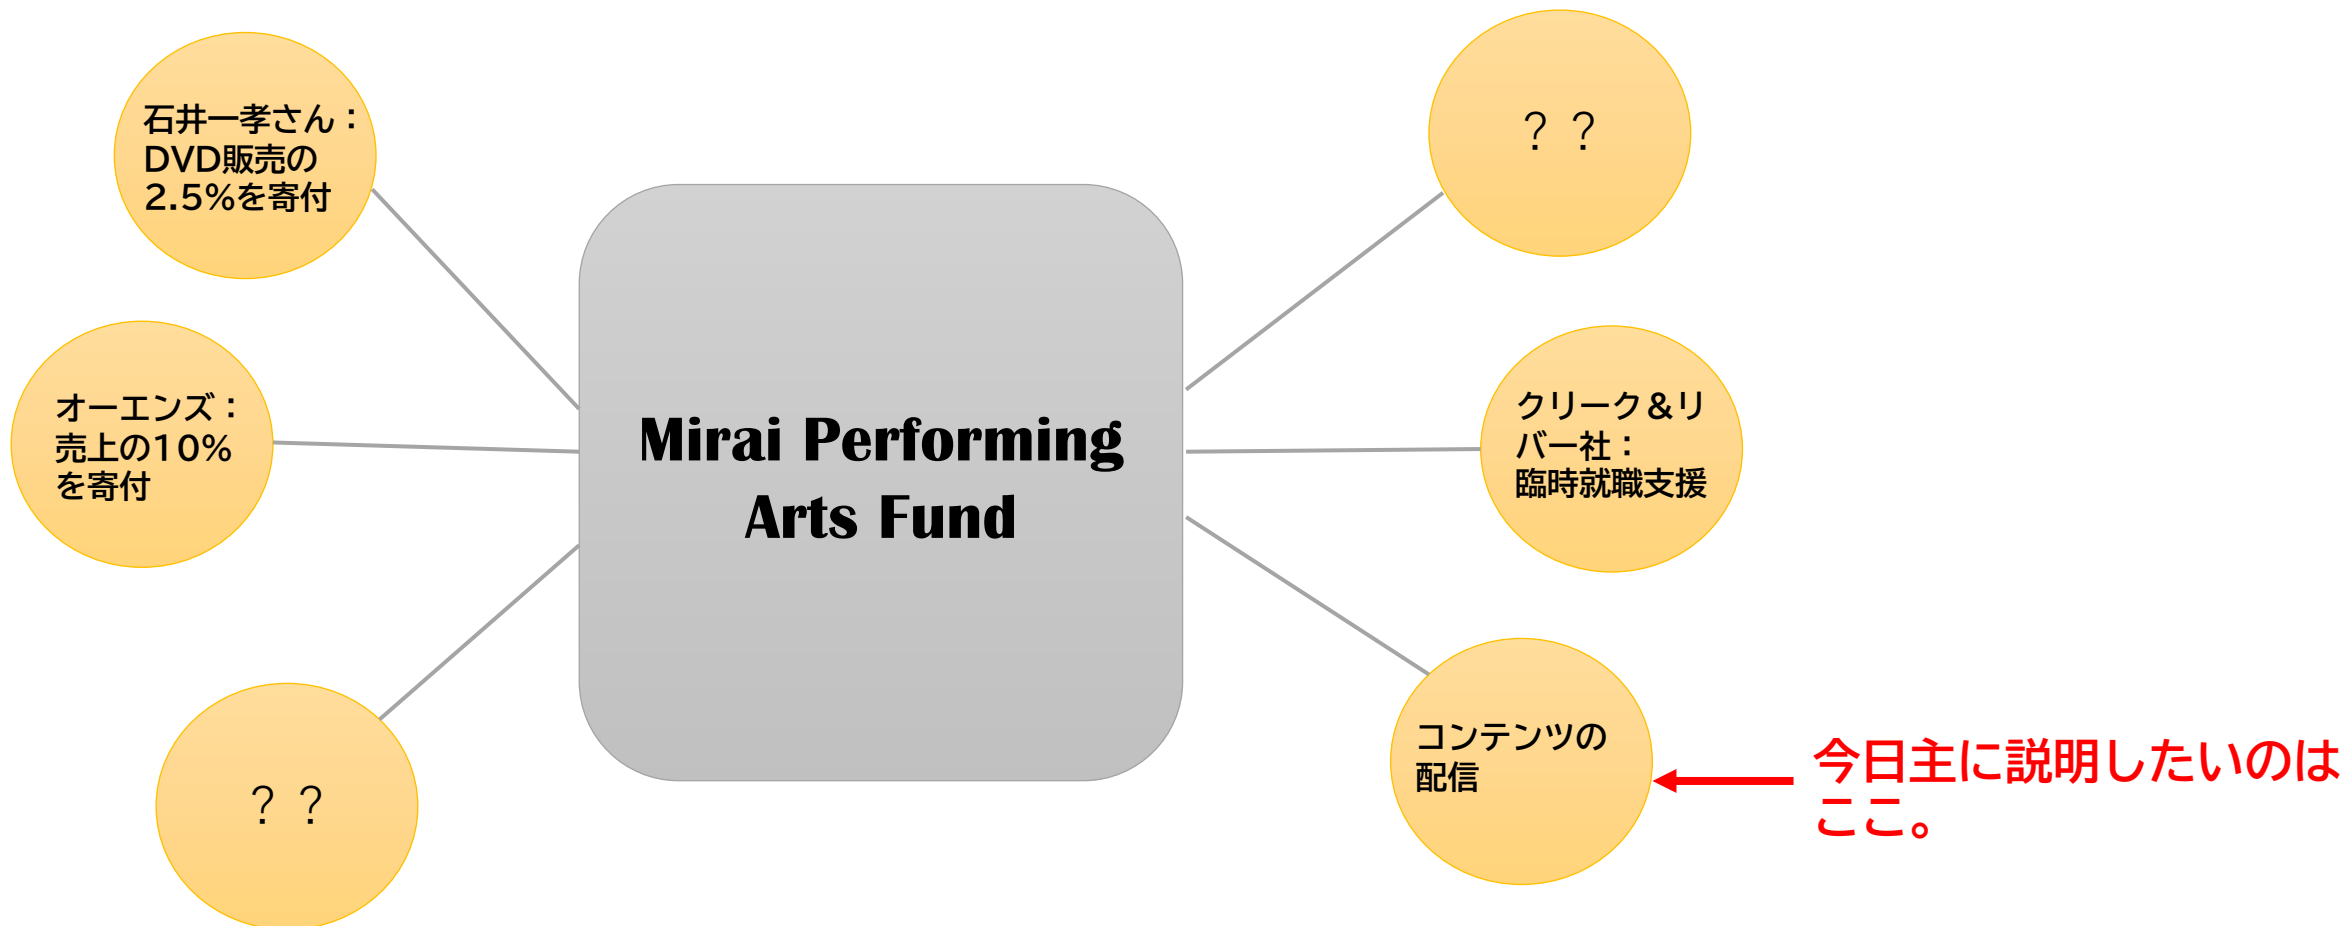 石井一孝さん：
DVD販売の
2.5%を寄付
オーエンズ：
売上の10%
を寄付
？？
Mirai Performing
Arts Fund
？？
クリーク＆リ
バー社：
臨時就職支援
コンテンツの
配信
今日主に説明したいのは
ここ。